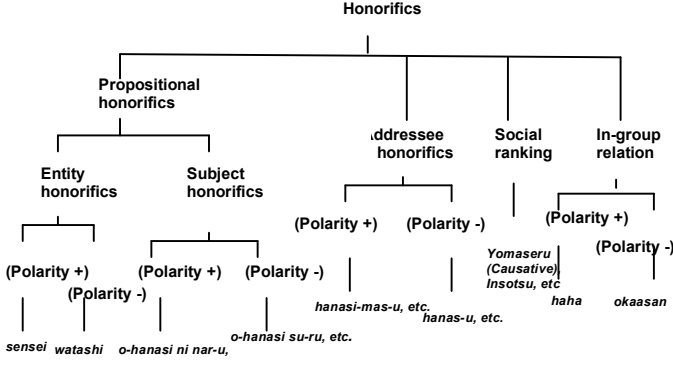 Honorifics
Propositional
honorifics
ddressee
honorifics
Social
ranking
In-group
relation
Entity
honorifics
Subject
honorifics
(Polarity +)
(Polarity -)
(Polarity +)
(Polarity -)
(Polarity +)
(Polarity -)
(Polarity +)
(Polarity -)
Yomaseru
(Causative),
Insotsu, etc
haha
okaasan
hanasi-mas-u, etc.
hanas-u, etc.
sensei
watashi
o-hanasi ni nar-u,
o-hanasi su-ru, etc.